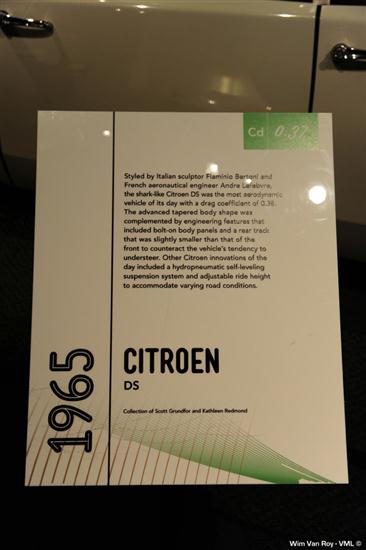 Cd 0.37
Styled by Italian sculptor Flaminio Bertoni and
French aeronautical engineer Andre Lefebvre,
the shark-like Citroen DS was the most aerodynamic
vehicle of its day with a drag coefficient of 0.38.
The advanced tapered body shape was
complemented by engineering features that
included bolt-on body panels and a rear track
that was slightly smaller than that of the
front to counteract the vehicle's tendency to
understeer. Other Citroen innovations of the
day included a hydropneumatic self-leveling
suspension system and adjustable ride height
to accommodate varying road conditions.
1965
CITROEN
DS
Collection of Scott Grundfor and Kathleen Redmond
Wim Van Roy - VML ©